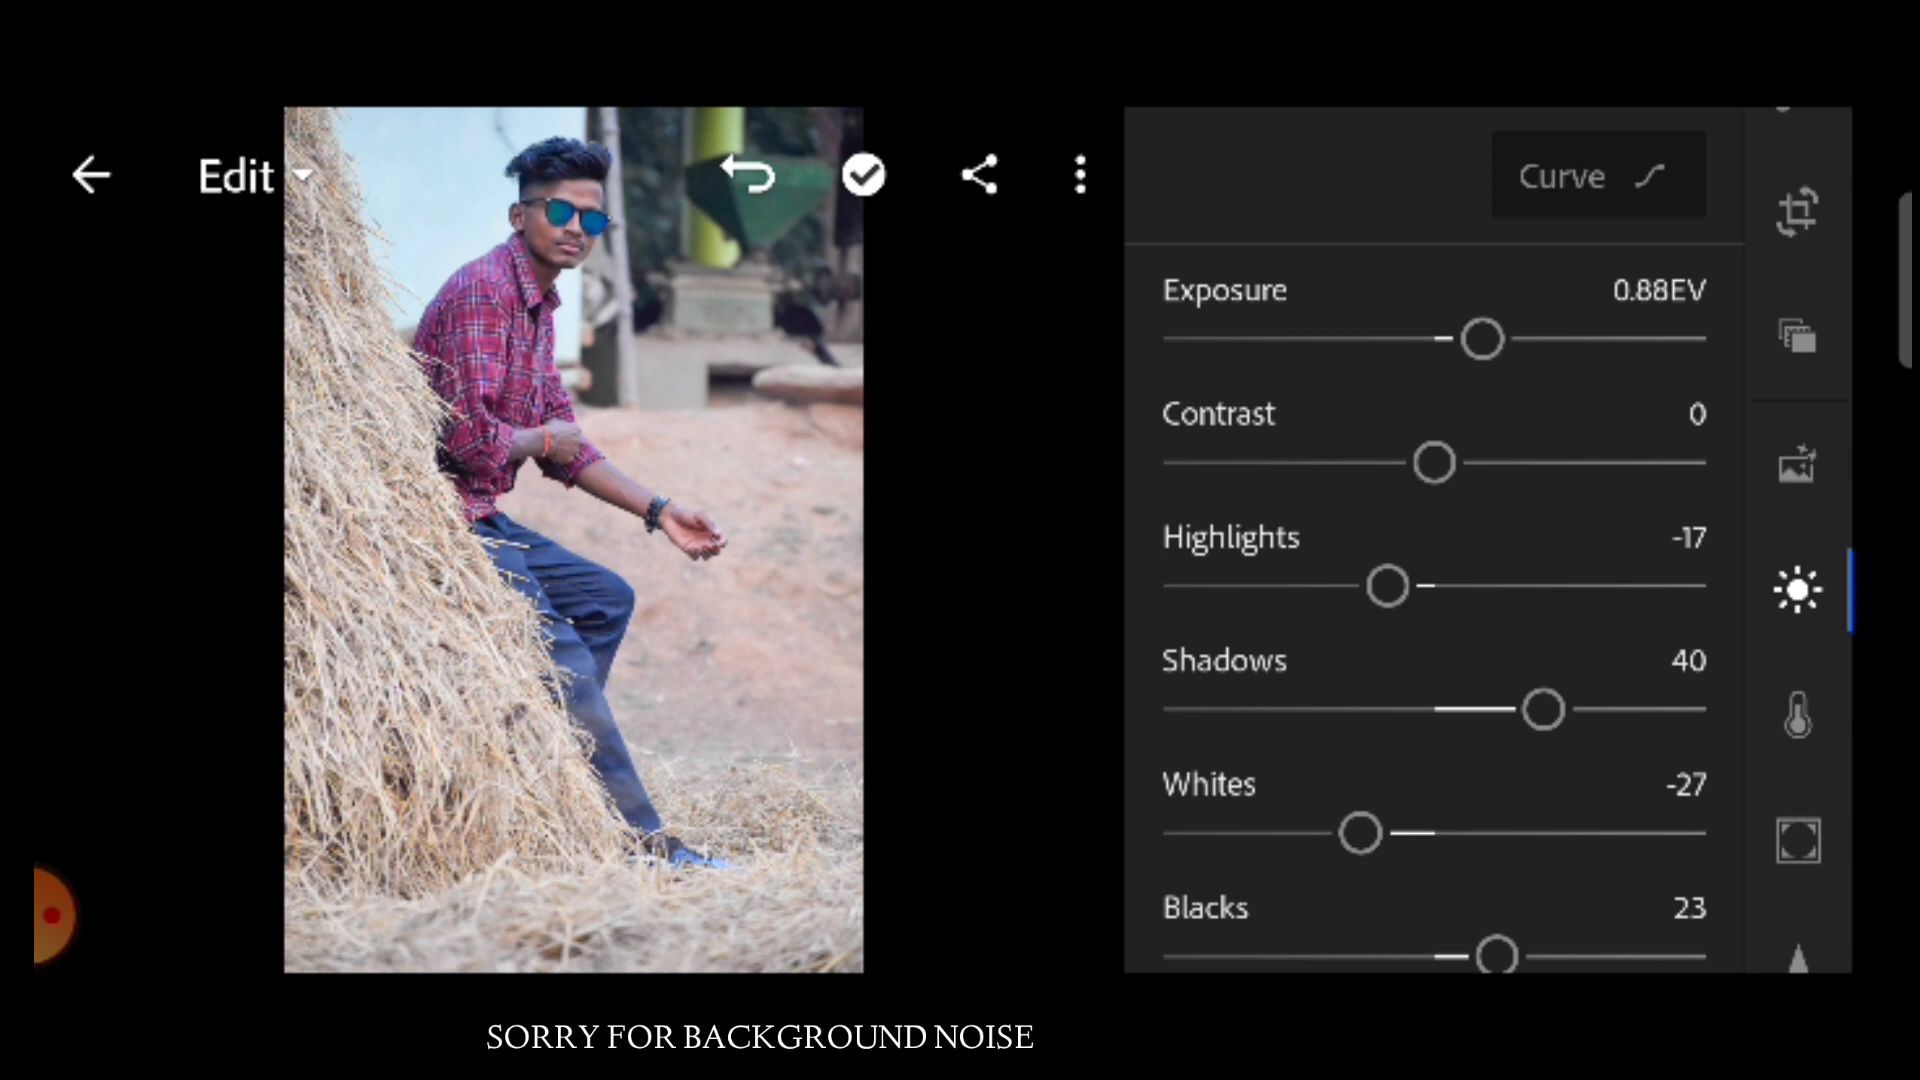 Edit
Curve
Exposure 0.88EV
Contrast 0
Highlights -17
Shadows 40
Whites -27
Blacks 23
SORRY FOR BACKGROUND NOISE